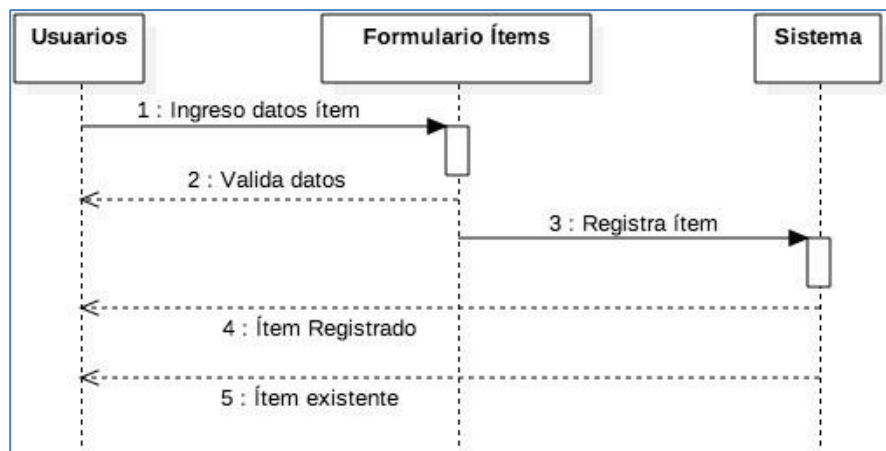 Usuarios
Formulario Ítems
Sistema
1 : Ingreso datos ítem
2 : Valida datos
3 : Registra ítem
4 : Ítem Registrado
5 : Ítem existente